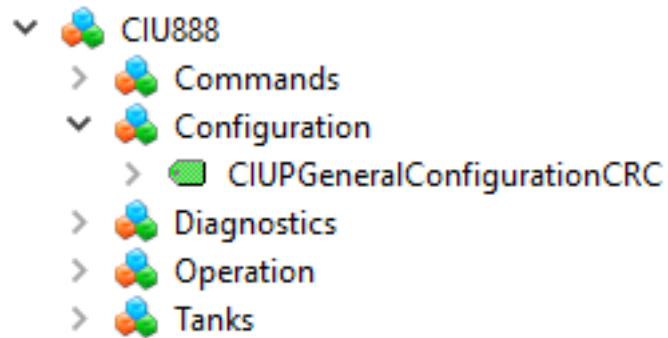 CIU888
Commands
Configuration
CIUPGeneralConfigurationCRC
Diagnostics
Operation
Tanks